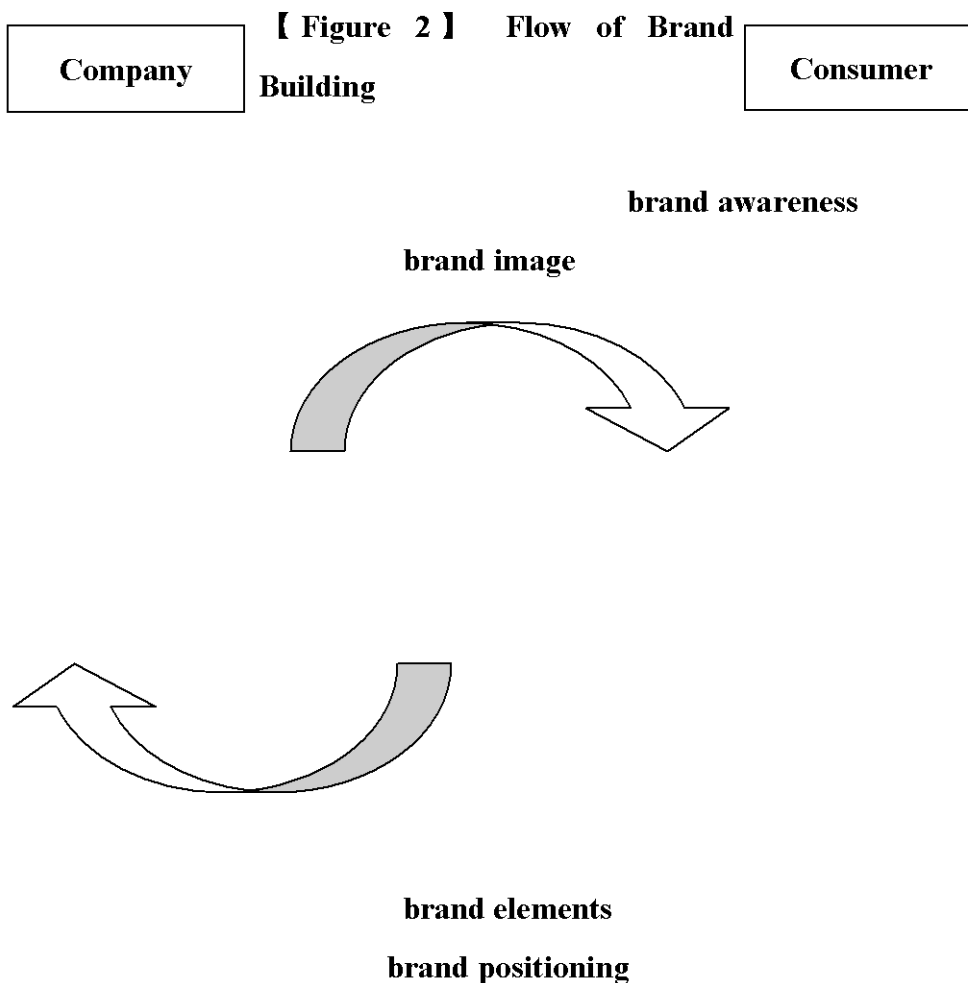 【Figure 2】 Flow of Brand
Building
Company
Consumer
brand awareness
brand image
brand elements
brand positioning